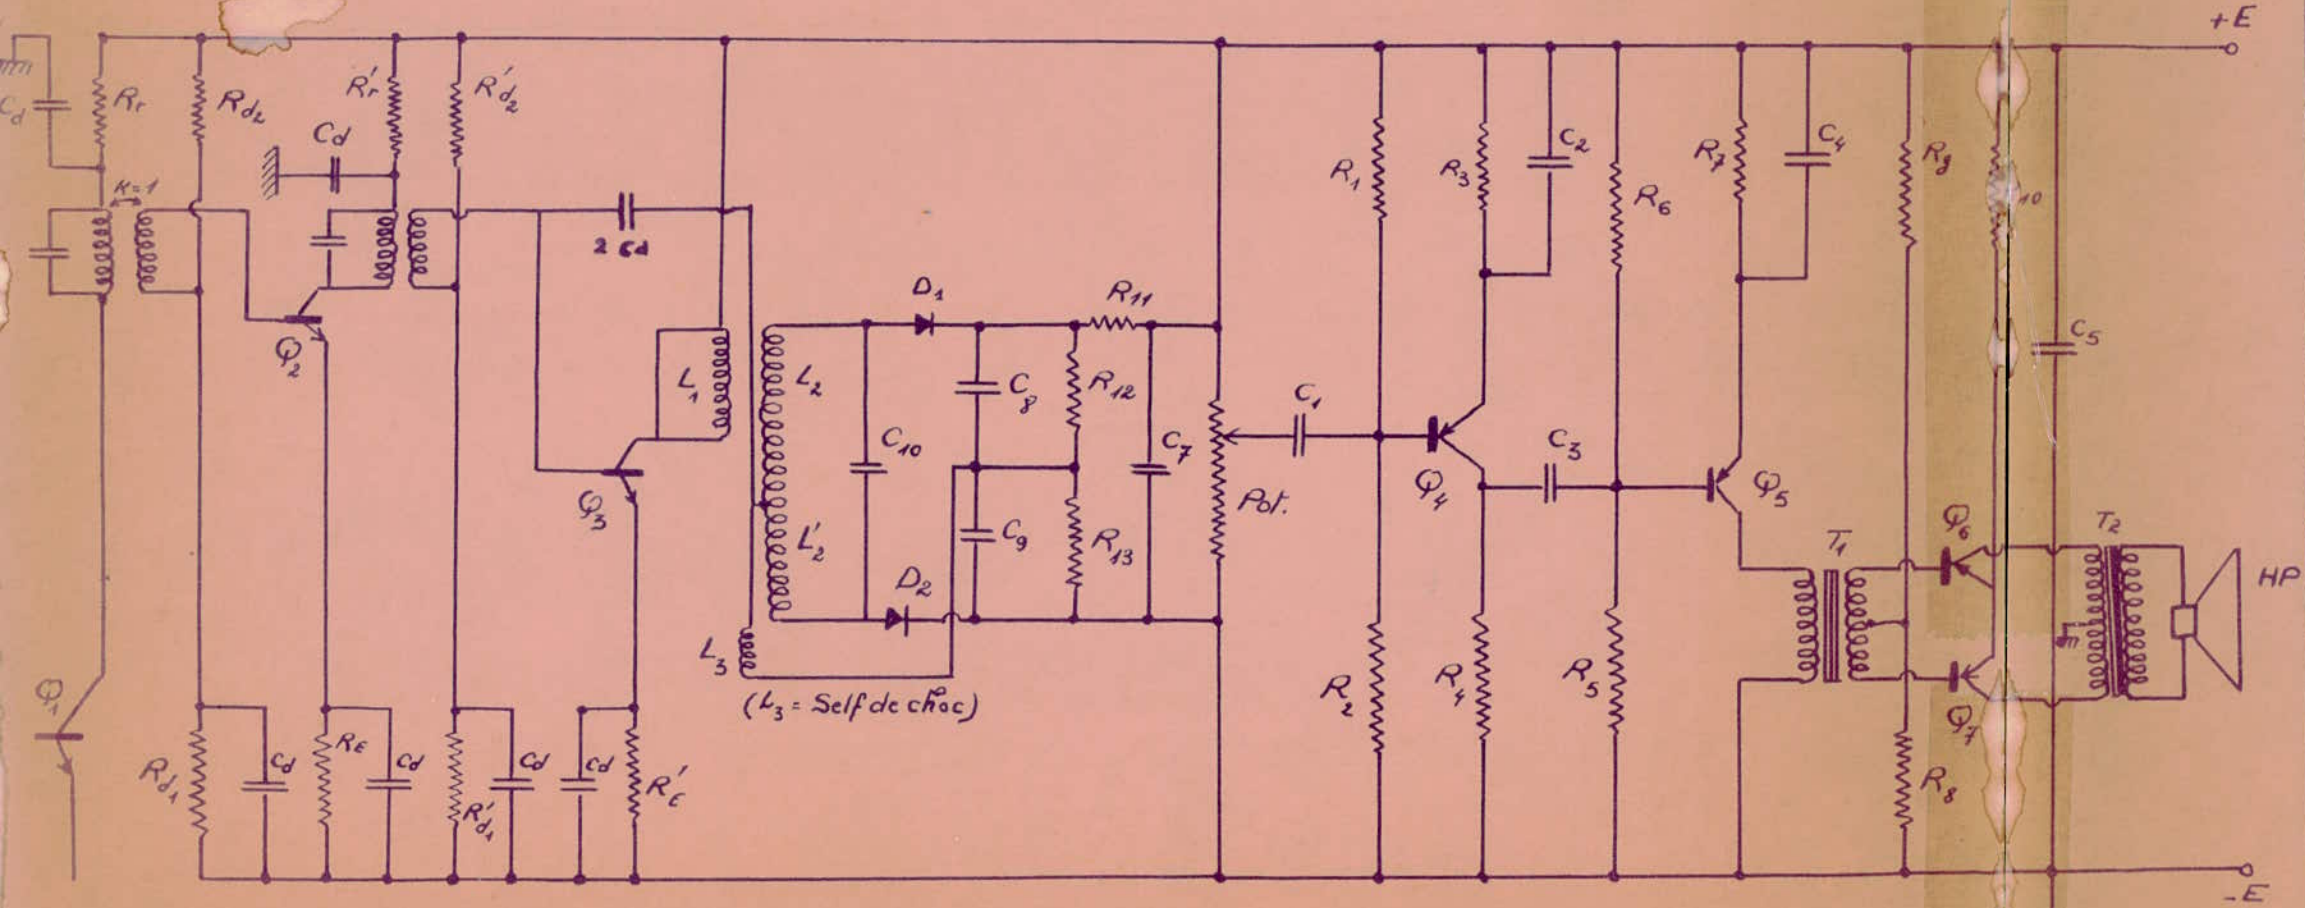 +E
Cd
Rr
Rd2
R'r
R'd2
Cd
K=1
2 Cd
R1
R3
C2
R6
R7
C4
R9
10
Q2
D1
R11
L1
L2
C8
R12
C10
C7
C1
Pot.
Q4
C3
Q5
C5
Q3
L'2
C9
R13
D2
T1
Q6
T2
HP
L3
(L3 = Self de choc)
Q1
R2
R4
R5
Q7
Rd1
Cd
RE
Cd
R'd1
Cd
Cd
R'E
R8
-E